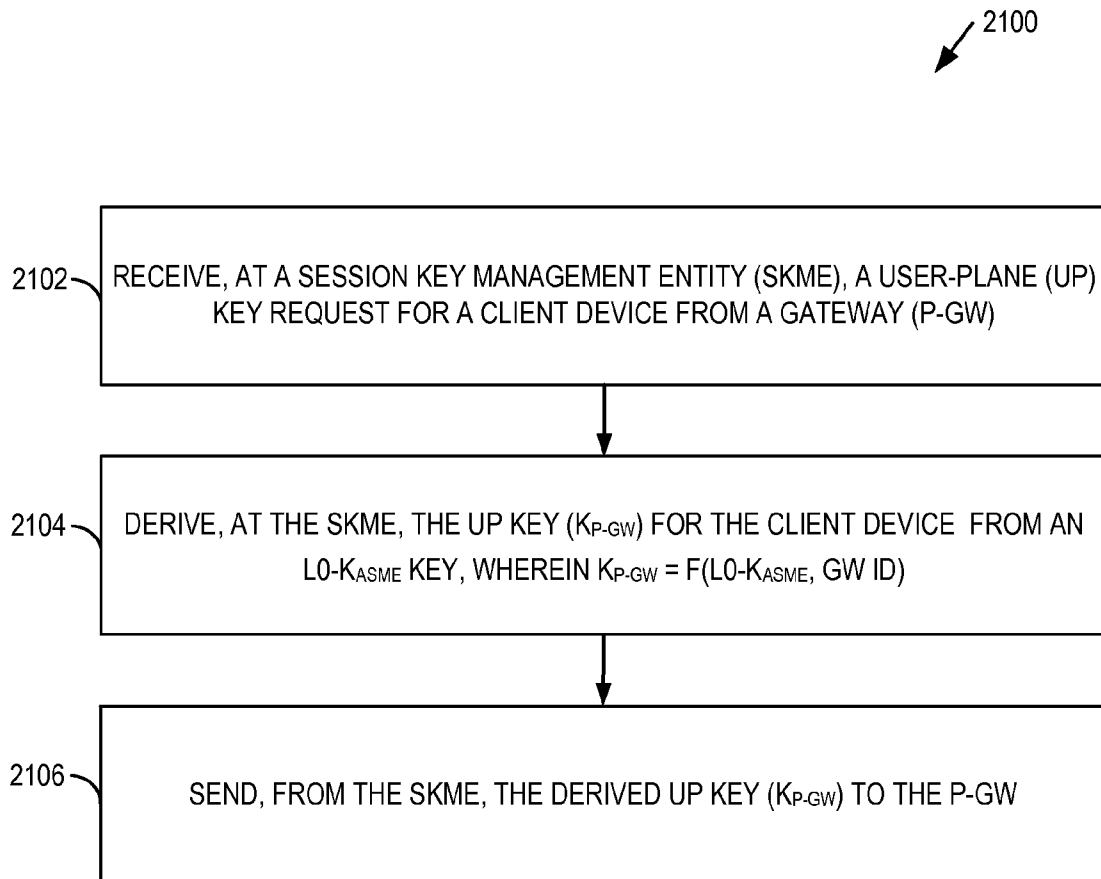 2100
2102
RECEIVE, AT A SESSION KEY MANAGEMENT ENTITY (SKME), A USER-PLANE (UP)
KEY REQUEST FOR A CLIENT DEVICE FROM A GATEWAY (P-GW)
2104
DERIVE, AT THE SKME, THE UP KEY (KP-GW) FOR THE CLIENT DEVICE FROM AN
L0-KASME KEY, WHEREIN KP-GW = F(L0-KASME, GW ID)
2106
SEND, FROM THE SKME, THE DERIVED UP KEY (KP-GW) TO THE P-GW